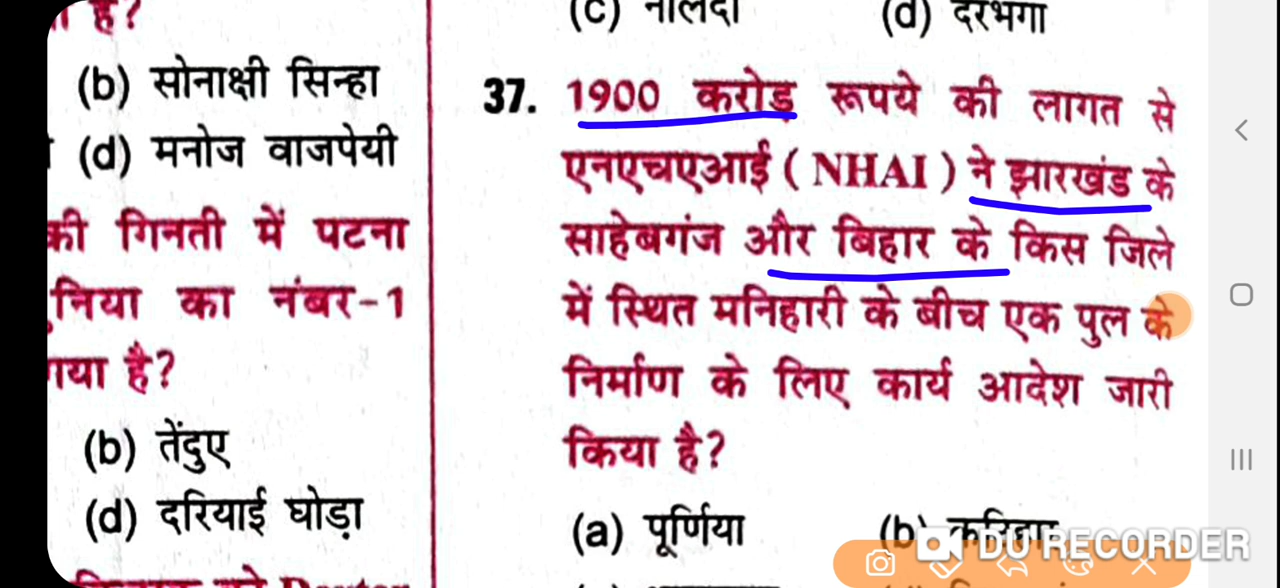 है?
(b) सोनाक्षी सिन्हा
(d) मनोज वाजपेयी
की गिनती में पटना
का नंबर-1
गया है?
(b) तेंदुए
(d) दरियाई घोड़ा
(c) नालंदा (d) दरभंगा
37. 1900 करोड़ रूपये की लागत से
एनएचएआई ( NHAI ) ने झारखंड के
साहेबगंज और बिहार के किस जिले
में स्थित मनिहारी के बीच एक पुल के
निर्माण के लिए कार्य आदेश जारी
किया है?
(a) पूर्णिया (b) कटिहार
DU RECORDER